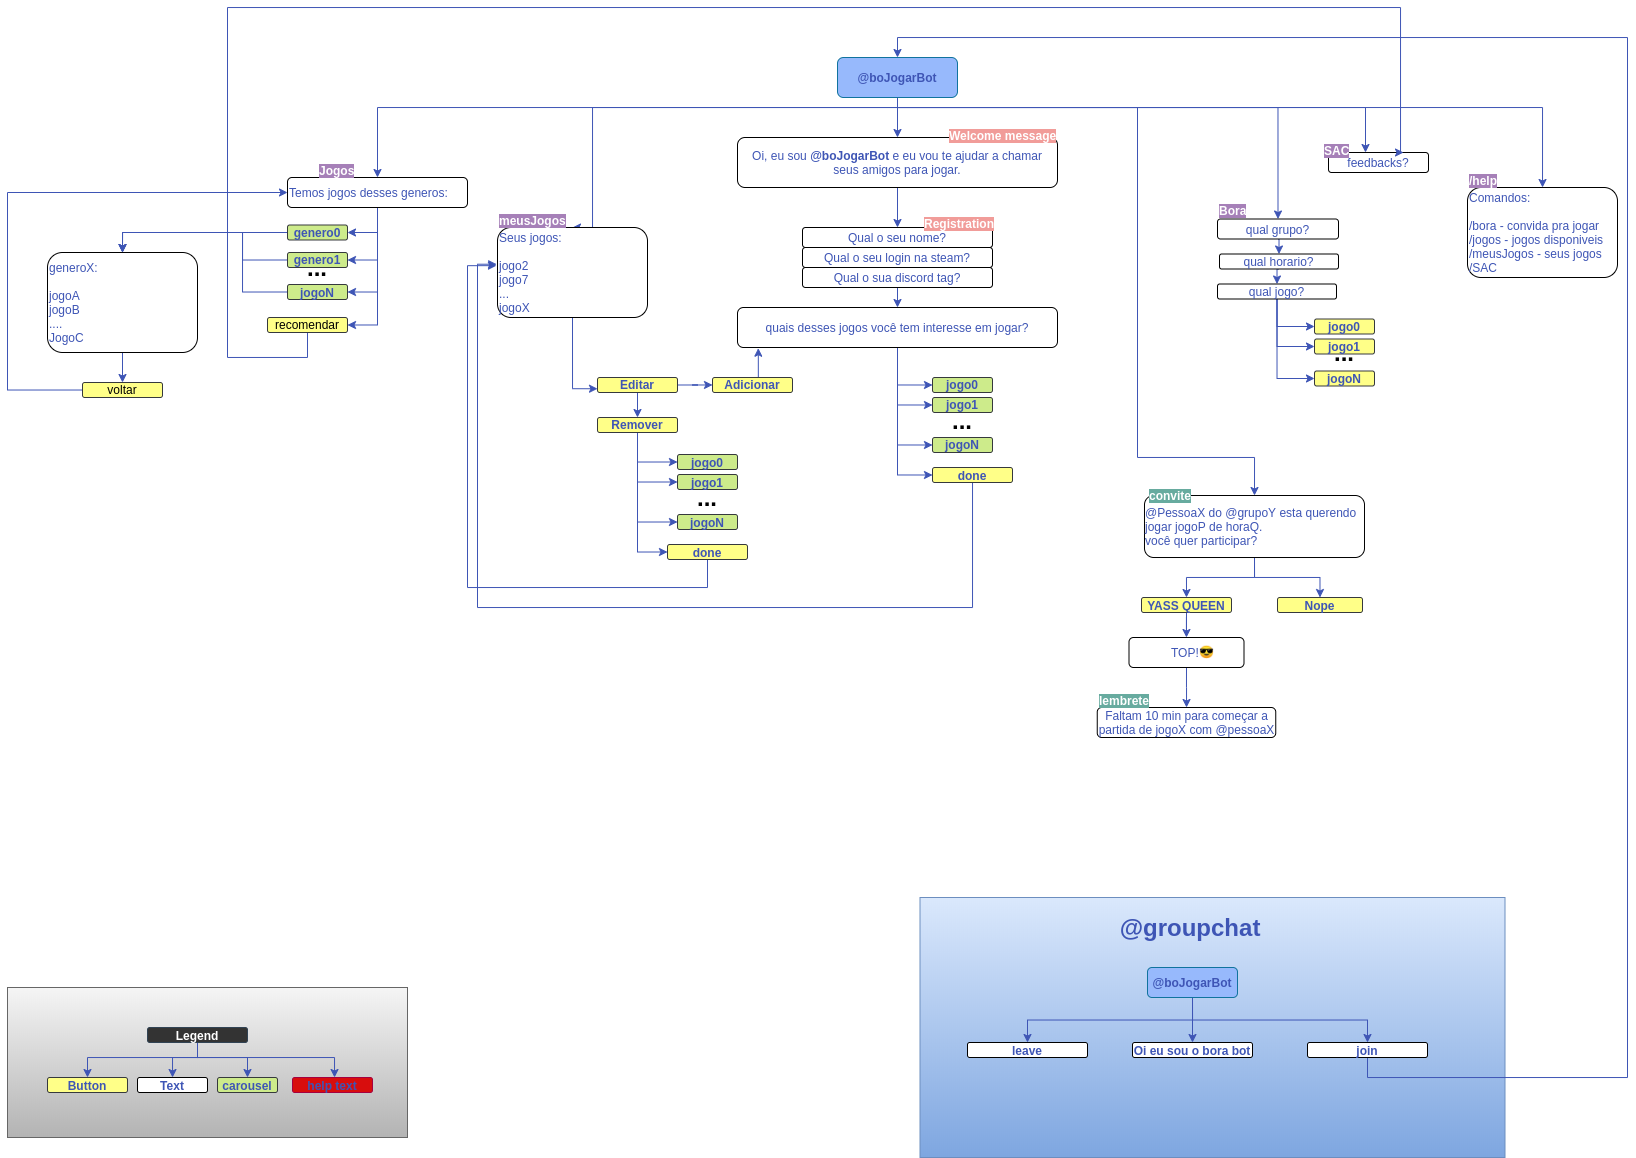 @boJogarBot
Welcome message
Oi, eu sou @boJogarBot e eu vou te ajudar a chamar
seus amigos para jogar.
Jogos
Temos jogos desses generos:
genero0
genero1
...
jogoN
recomendar
generoX:
jogoA
jogoB
....
JogoC
voltar
meusJogos
Seus jogos:
jogo2
jogo7
...
jogoX
Editar
Adicionar
Remover
jogo0
jogo1
...
jogoN
done
Registration
Qual o seu nome?
Qual o seu login na steam?
Qual o sua discord tag?
quais desses jogos você tem interesse em jogar?
jogo0
jogo1
...
jogoN
done
Bora
qual grupo?
qual horario?
qual jogo?
jogo0
jogo1
...
jogoN
SAC
feedbacks?
/help
Comandos:
/bora - convida pra jogar
/jogos - jogos disponiveis
/meusJogos - seus jogos
/SAC
convite
@PessoaX do @grupoY esta querendo
jogar jogoP de horaQ.
você quer participar?
YASS QUEEN
Nope
TOP!😎
lembrete
Faltam 10 min para começar a
partida de jogoX com @pessoaX
@groupchat
@boJogarBot
leave
Oi eu sou o bora bot
join
Legend
Button
Text
carousel
help text